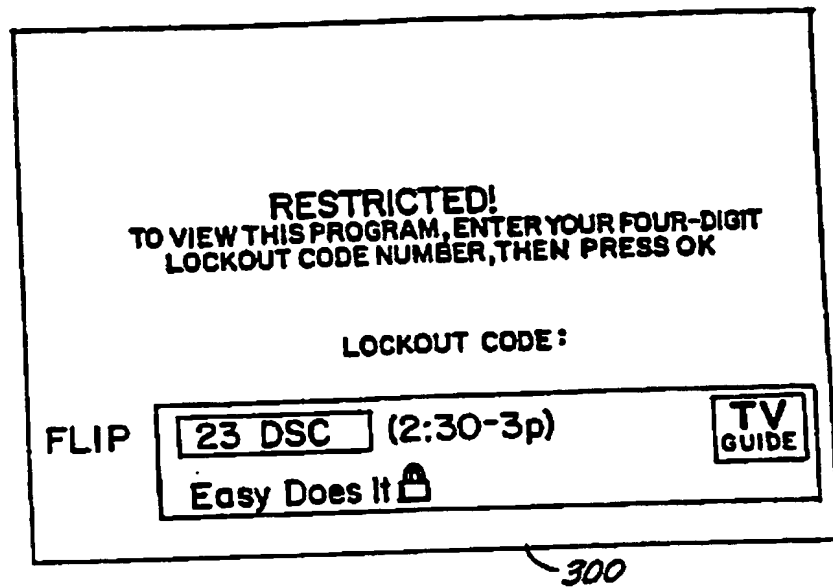 RESTRICTED!
TO VIEW THIS PROGRAM, ENTER YOUR FOUR-DIGIT
LOCKOUT CODE NUMBER, THEN PRESS OK
LOCKOUT CODE:
FLIP
23 DSC (2:30-3p)
TV
GUIDE
Easy Does It
300